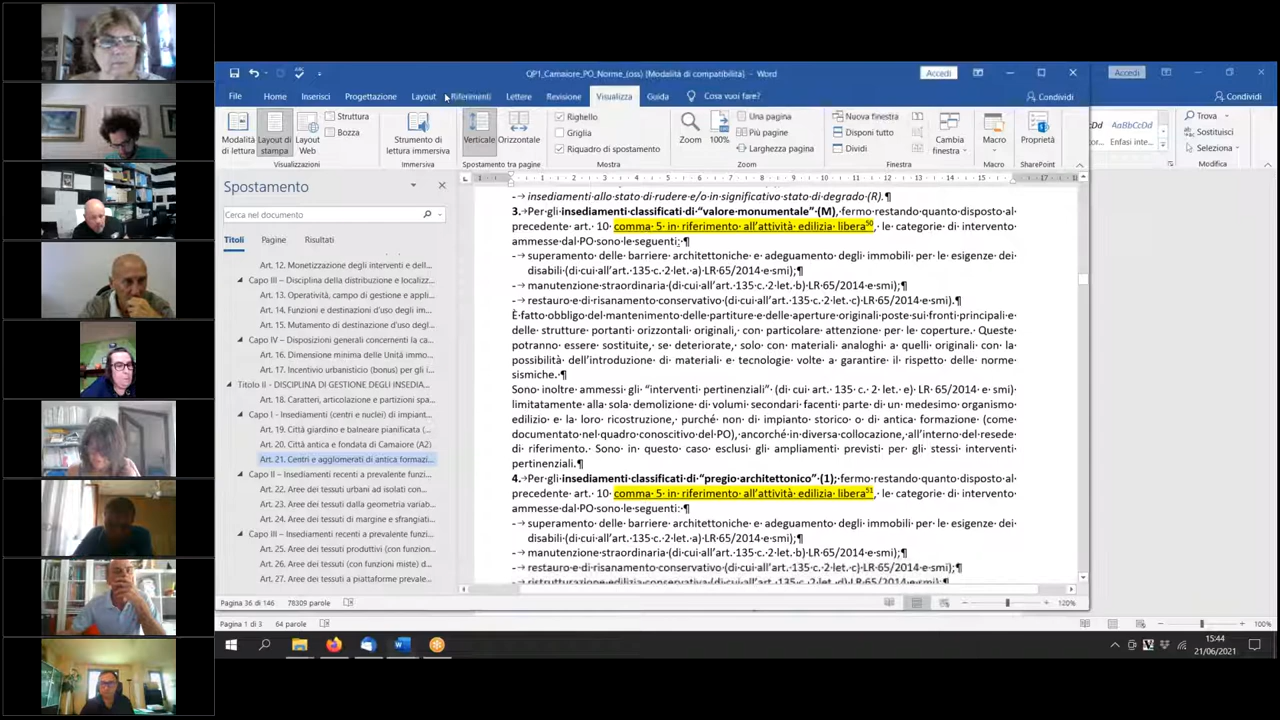 QP1_Camaiore_PO_Norme_(oss) [Modalità di compatibilità] - Word
Accedi
Accedi
File Home Inserisci Progettazione Layout Riferimenti Lettere Revisione Visualizza Guida Cosa vuoi fare?
Condividi
Condividi
Modalità di lettura
Layout di stampa
Layout Web
Struttura
Bozza
Visualizzazioni
Strumento di lettura immersiva
Immersiva
Verticale
Orizzontale
Spostamento tra pagine
Righello
Griglia
Riquadro di spostamento
Mostra
Zoom
100%
Una pagina
Più pagine
Larghezza pagina
Zoom
Nuova finestra
Disponi tutto
Dividi
Cambia finestra
Finestra
Macro
Macro
Proprietà
SharePoint
AaBbCcD
Enfasi inte...
Trova
Sostituisci
Seleziona
Modifica
Spostamento
Cerca nel documento
Titoli Pagine Risultati
Art. 12. Monetizzazione degli interventi e dell...
Capo III – Disciplina della distribuzione e localizz...
Art. 13. Operatività, campo di gestione e appli...
Art. 14. Funzioni e destinazioni d'uso degli im...
Art. 15. Mutamento di destinazione d'uso degl...
Capo IV – Disposizioni generali concernenti la ca...
Art. 16. Dimensione minima delle Unità immo...
Art. 17. Incentivo urbanistico (bonus) per gli i...
Titolo II - DISCIPLINA DI GESTIONE DEGLI INSEDIA...
Art. 18. Caratteri, articolazione e partizioni spa...
Capo I - Insediamenti (centri e nuclei) di impiant...
Art. 19. Città giardino e balneare pianificata (...
Art. 20. Città antica e fondata di Camaiore (A2)
Art. 21. Centri e agglomerati di antica formazi...
Capo II – Insediamenti recenti a prevalente funzi...
Art. 22. Aree dei tessuti urbani ad isolati con...
Art. 23. Aree dei tessuti dalla geometria variab...
Art. 24. Aree dei tessuti di margine e sfrangiati...
Capo III – Insediamenti recenti a prevalente funzi...
Art. 25. Aree dei tessuti produttivi (con funzion...
Art. 26. Aree dei tessuti (con funzioni miste) d...
Art. 27. Aree dei tessuti a piattaforme prevale...
-→ insediamenti·allo·stato·di·rudere·e/o·in·significativo·stato·di·degrado·(R).¶
3.·Per·gli·insediamenti·classificati·di·“valore·monumentale”·(M),·fermo·restando·quanto·disposto·al·
precedente· art.· 10· comma· 5· in· riferimento· all’attività· edilizia· libera50,· le· categorie· di· intervento·
ammesse·dal·PO·sono·le·seguenti:·¶
-→ superamento· delle· barriere· architettoniche· e· adeguamento· degli· immobili· per· le· esigenze· dei·
disabili·(di·cui·all’art.·135·c.·2·let.·a)·LR·65/2014·e·smi);¶
-→ manutenzione·straordinaria·(di·cui·all’art.·135·c.·2·let.·b)·LR·65/2014·e·smi);¶
-→ restauro·e·di·risanamento·conservativo·(di·cui·all’art.·135·c.·2·let.·c)·LR·65/2014·e·smi).¶
È·fatto·obbligo·del·mantenimento·delle·partiture·e·delle·aperture·originali·poste·sui·fronti·principali·e·
delle· strutture· portanti· orizzontali· originali,· con· particolare· attenzione· per· le· coperture.· Queste·
potranno· essere· sostituite,· se· deteriorate,· solo· con· materiali· analoghi· a· quelli· originali· con· la·
possibilità· dell’introduzione· di· materiali· e· tecnologie· volte· a· garantire· il· rispetto· delle· norme·
sismiche.·¶
Sono· inoltre· ammessi· gli· “interventi· pertinenziali”· (di· cui· art.· 135· c.· 2· let.· e)· LR· 65/2014· e· smi)·
limitatamente· alla· sola· demolizione· di· volumi· secondari· facenti· parte· di· un· medesimo· organismo·
edilizio· e· la· loro· ricostruzione,· purché· non· di· impianto· storico· o· di· antica· formazione· (come·
documentato·nel·quadro·conoscitivo·del·PO),·ancorché·in·diversa·collocazione,·all’interno·del·resede·
di· riferimento.· Sono· in· questo· caso· esclusi· gli· ampliamenti· previsti· per· gli· stessi· interventi·
pertinenziali.¶
4.·Per·gli·insediamenti·classificati·di·“pregio·architettonico”·(1);·fermo·restando·quanto·disposto·al·
precedente· art.· 10· comma· 5· in· riferimento· all’attività· edilizia· libera51,· le· categorie· di· intervento·
ammesse·dal·PO·sono·le·seguenti:·¶
-→ superamento· delle· barriere· architettoniche· e· adeguamento· degli· immobili· per· le· esigenze· dei·
disabili·(di·cui·all’art.·135·c.·2·let.·a)·LR·65/2014·e·smi);¶
-→ manutenzione·straordinaria·(di·cui·all’art.·135·c.·2·let.·b)·LR·65/2014·e·smi);¶
-→ restauro·e·di·risanamento·conservativo·(di·cui·all’art.·135·c.·2·let.·c)·LR·65/2014·e·smi);¶
-→ ristrutturazione·edilizia·conservativa·(di·cui·all’art.·135·c.·2·let.·d)·LR·65/2014·e·smi);¶
Pagina 36 di 146 78309 parole
120%
Pagina 1 di 3 64 parole
100%
15:44
21/06/2021